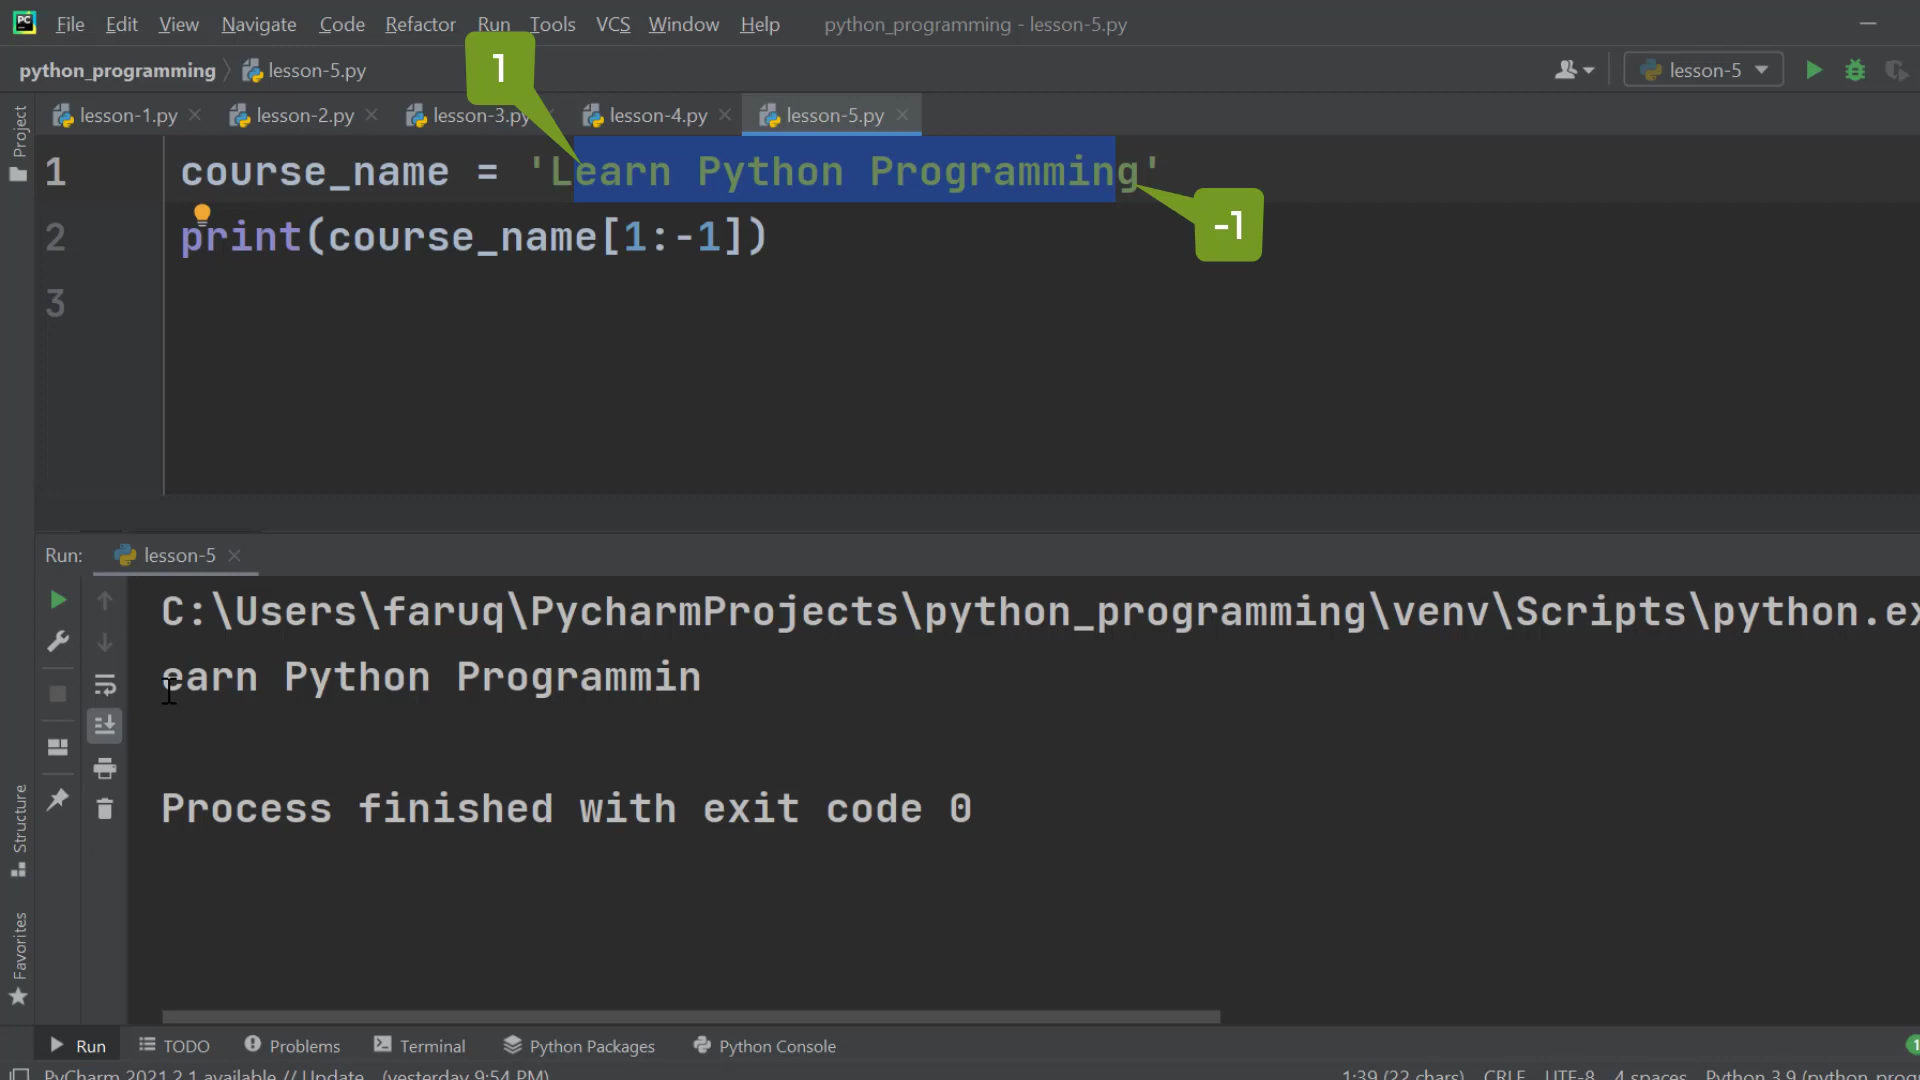 PC File Edit View Navigate Code Refactor Run Tools VCS Window Help python_programming - lesson-5.py
1
python_programming lesson-5.py lesson-5
Project
lesson-1.py lesson-2.py lesson-3.py lesson-4.py lesson-5.py
1 course_name = 'Learn Python Programming'
-1
2 print(course_name[1:-1])
3
Run: lesson-5
C:\Users\faruq\PycharmProjects\python_programming\venv\Scripts\python.ex
earn Python Programmin
Process finished with exit code 0
Structure
Favorites
Run TODO Problems Terminal Python Packages Python Console 1
PyCharm 2021.2.1 available // Update... (yesterday 9:54 PM) 1:39 (22 chars) CRLF UTF-8 4 spaces Python 3.9 (python_prog